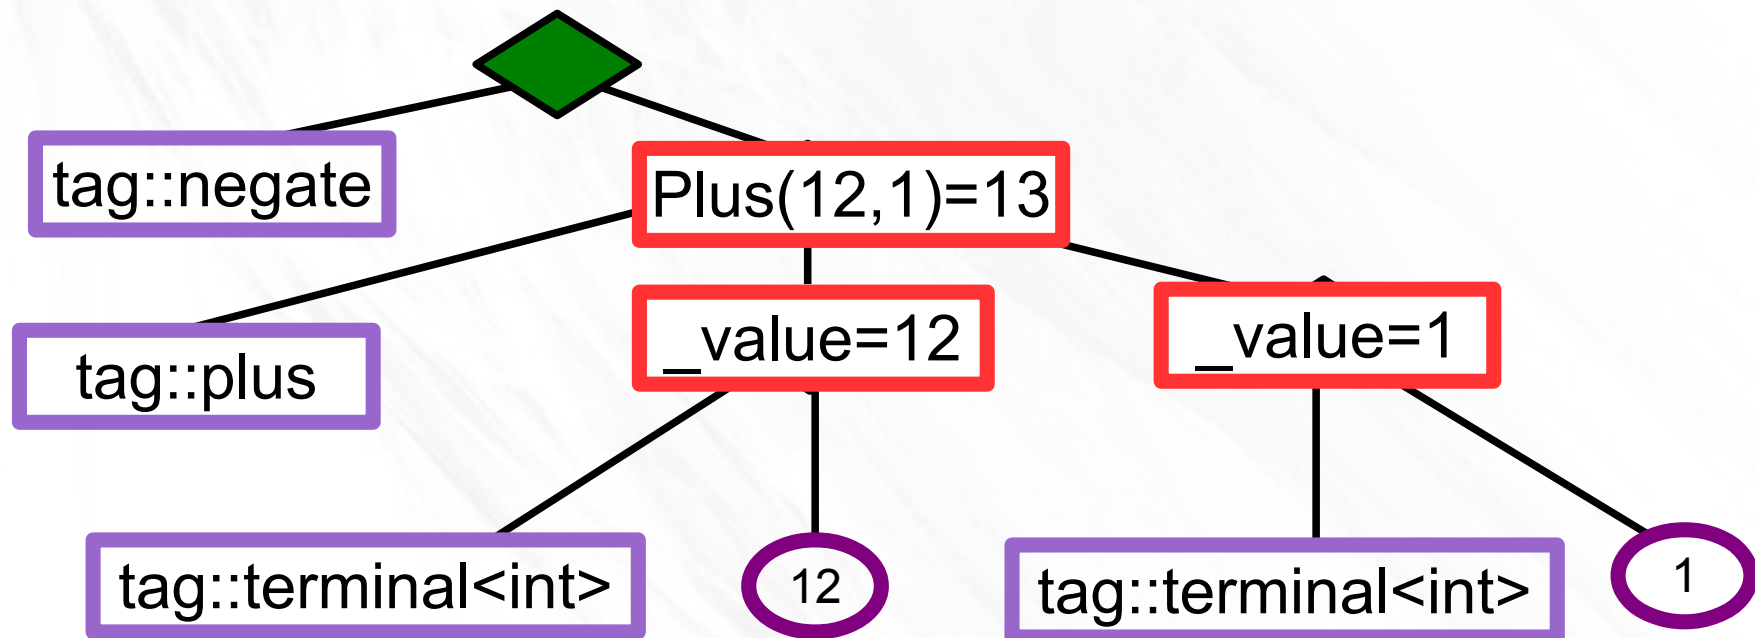 tag::negate
Plus(12,1)=13
tag::plus
_value=12
_value=1
tag::terminal<int>
12
tag::terminal<int>
1